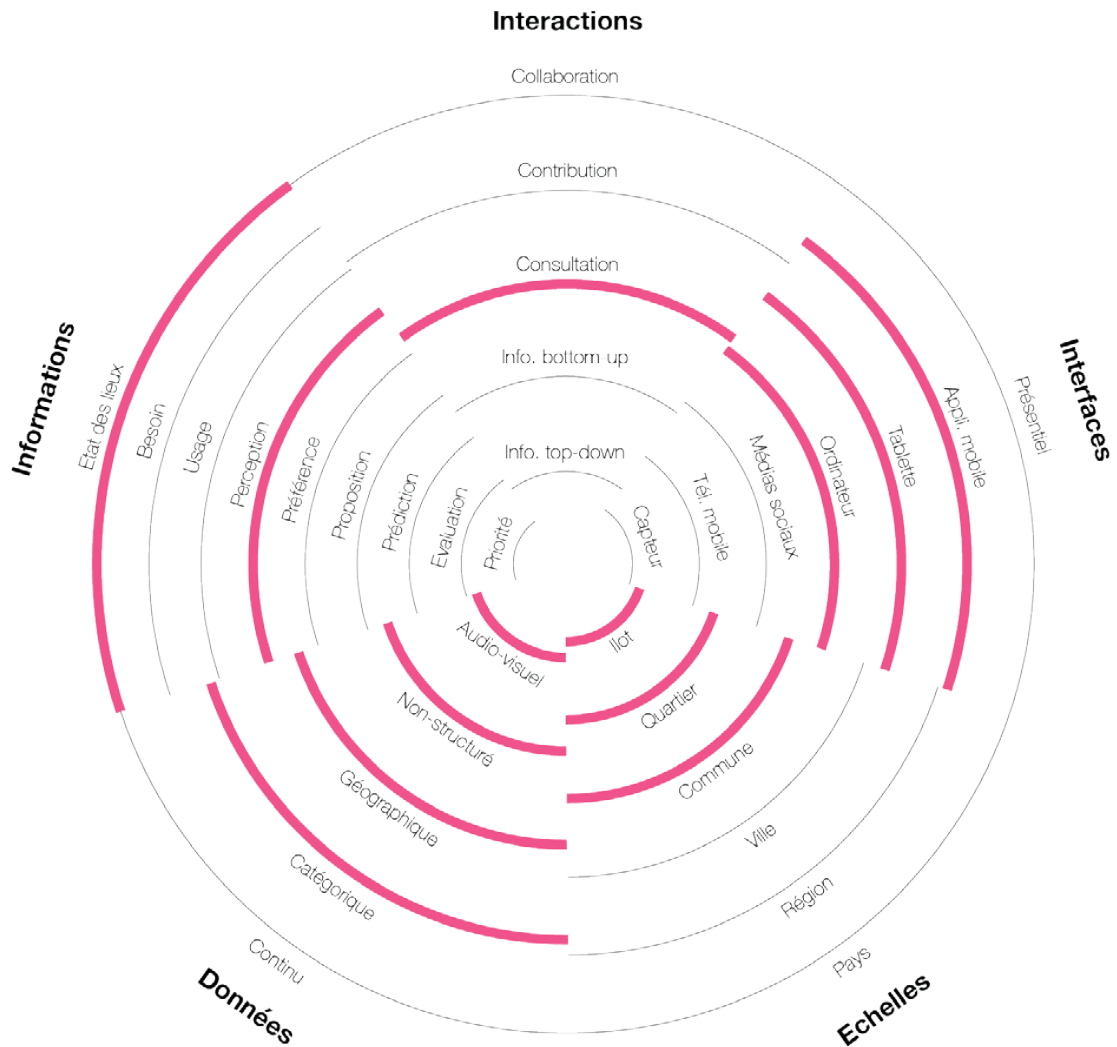 Interactions
Collaboration
Contribution
Consultation
Info. bottom-up
Info. top-down
Interfaces
Présentiel
Appli. mobile
Tablette
Ordinateur
Médias sociaux
Tél. mobile
Capteur
Echelles
Ilot
Quartier
Commune
Ville
Région
Pays
Données
Audio-visuel
Non-structuré
Géographique
Catégorique
Continu
Informations
Etat des lieux
Besoin
Usage
Perception
Préférence
Proposition
Prédiction
Evaluation
Priorité